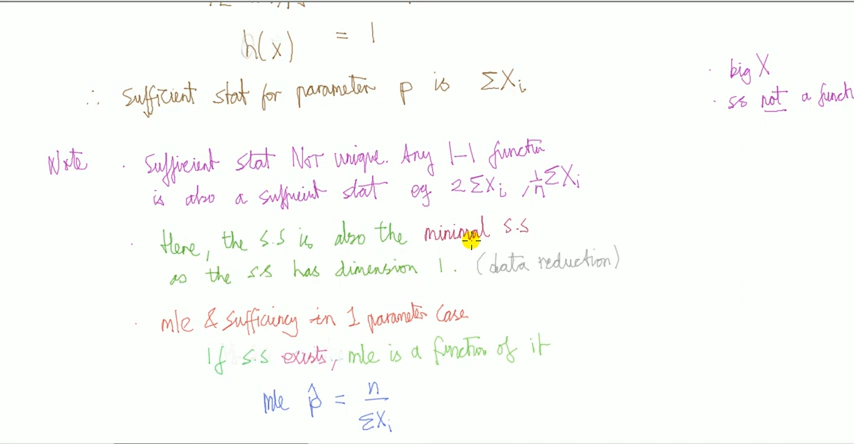 h(x) = 1
∴ Sufficient stat for parameter p is ΣXᵢ
· big X
· ss not a functi
Note · Sufficient stat NOT unique. Any 1-1 function
is also a sufficient stat eg 2ΣXᵢ, 1/n ΣXᵢ
· Here, the s.s is also the minimal s.s
as the s.s has dimension 1. (data reduction)
· mle & sufficiency in 1 parameter case
If s.s exists, mle is a function of it
mle p̂ = n/ΣXᵢ